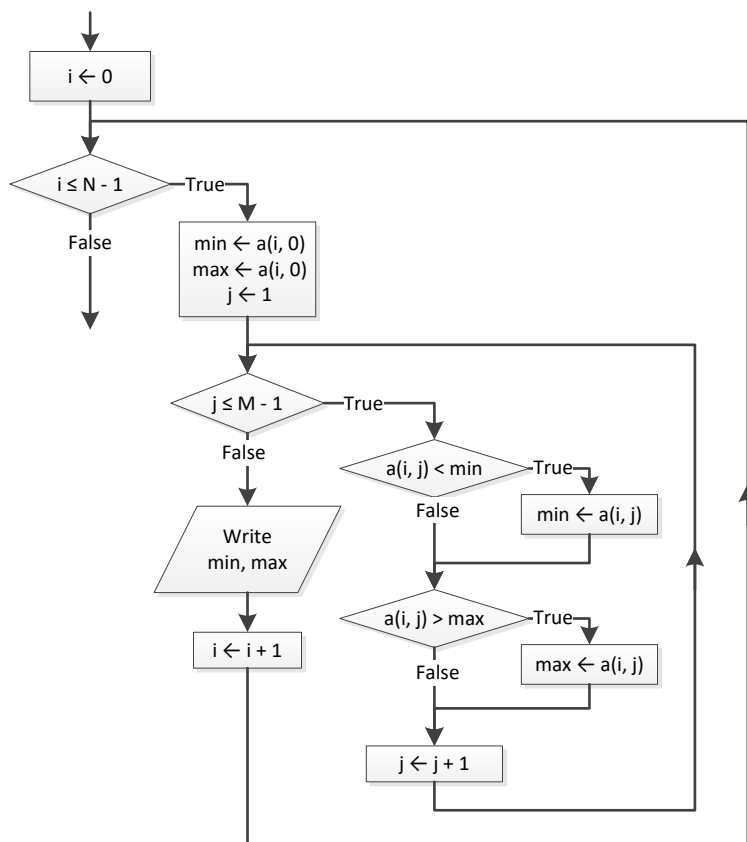 i ← 0
i ≤ N - 1
True
False
min ← a(i, 0)
max ← a(i, 0)
j ← 1
j ≤ M - 1
True
False
a(i, j) < min
True
False
min ← a(i, j)
Write
min, max
a(i, j) > max
True
False
max ← a(i, j)
i ← i + 1
j ← j + 1